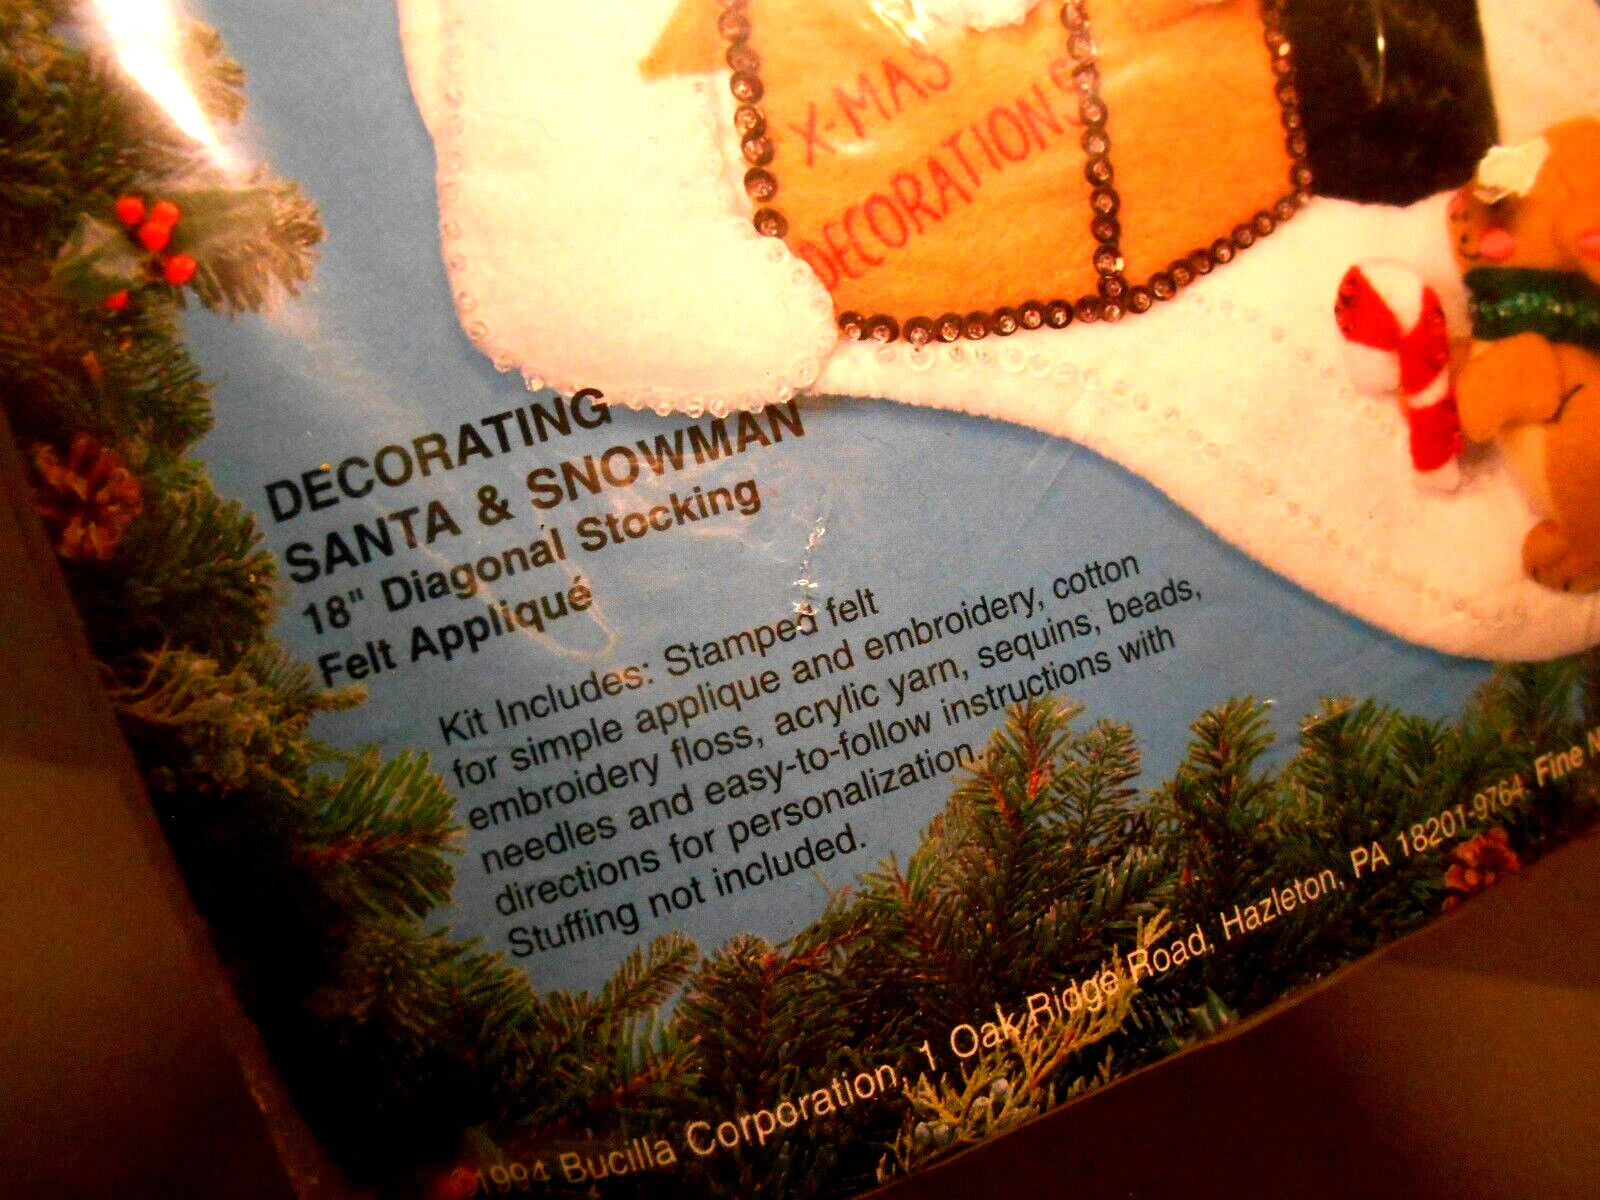 X-MAS
DECORATIONS
DECORATING
SANTA & SNOWMAN
18" Diagonal Stocking
Felt Appliqué
Kit Includes: Stamped felt
for simple applique and embroidery, cotton
embroidery floss, acrylic yarn, sequins, beads,
needles and easy-to-follow instructions with
directions for personalization.
Stuffing not included.
©1994 Bucilla Corporation, 1 Oak Ridge Road, Hazleton, PA 18201-9764 Fine